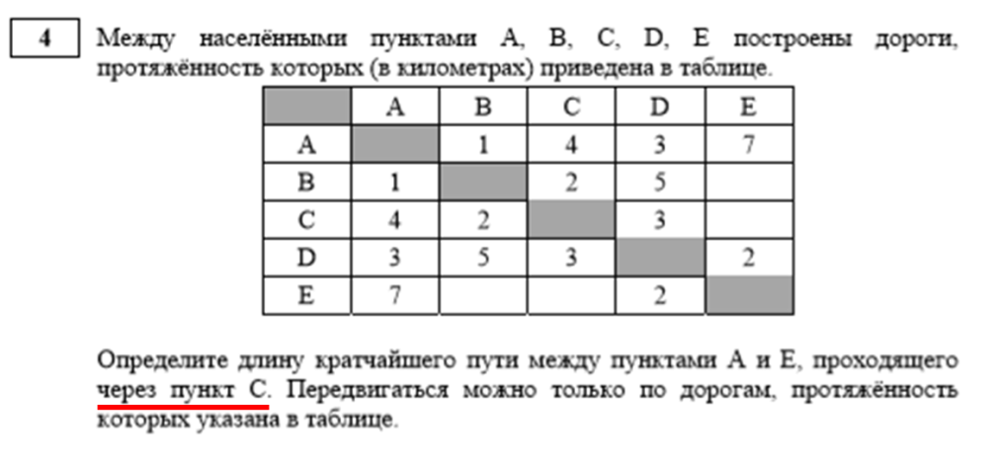 4 Между населёнными пунктами A, B, C, D, E построены дороги,
протяжённость которых (в километрах) приведена в таблице.
A B C D E
A 1 4 3 7
B 1 2 5
C 4 2 3
D 3 5 3 2
E 7 2
Определите длину кратчайшего пути между пунктами A и E, проходящего
через пункт C. Передвигаться можно только по дорогам, протяжённость
которых указана в таблице.